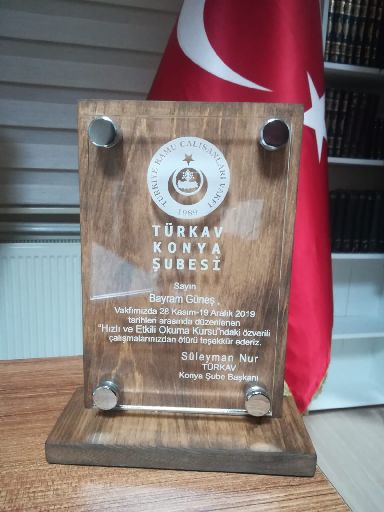 TÜRKİYE KAMU ÇALIŞANLARI VAKFI
1989
TÜRKAV
KONYA
ŞUBESİ
Sayın
Bayram Güneş,
Vakfımızda 28 Kasım-19 Aralık 2019
tarihleri arasında düzenlenen
"Hızlı ve Etkili Okuma Kursu"ndaki özverili
çalışmalarınızdan ötürü teşekkür ederiz.
Süleyman Nur
TÜRKAV
Konya Şube Başkanı